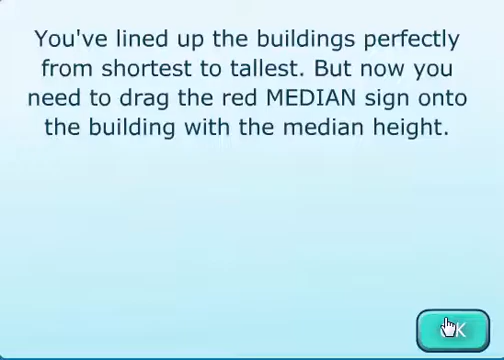 You've lined up the buildings perfectly
from shortest to tallest. But now you
need to drag the red MEDIAN sign onto
the building with the median height.
OK